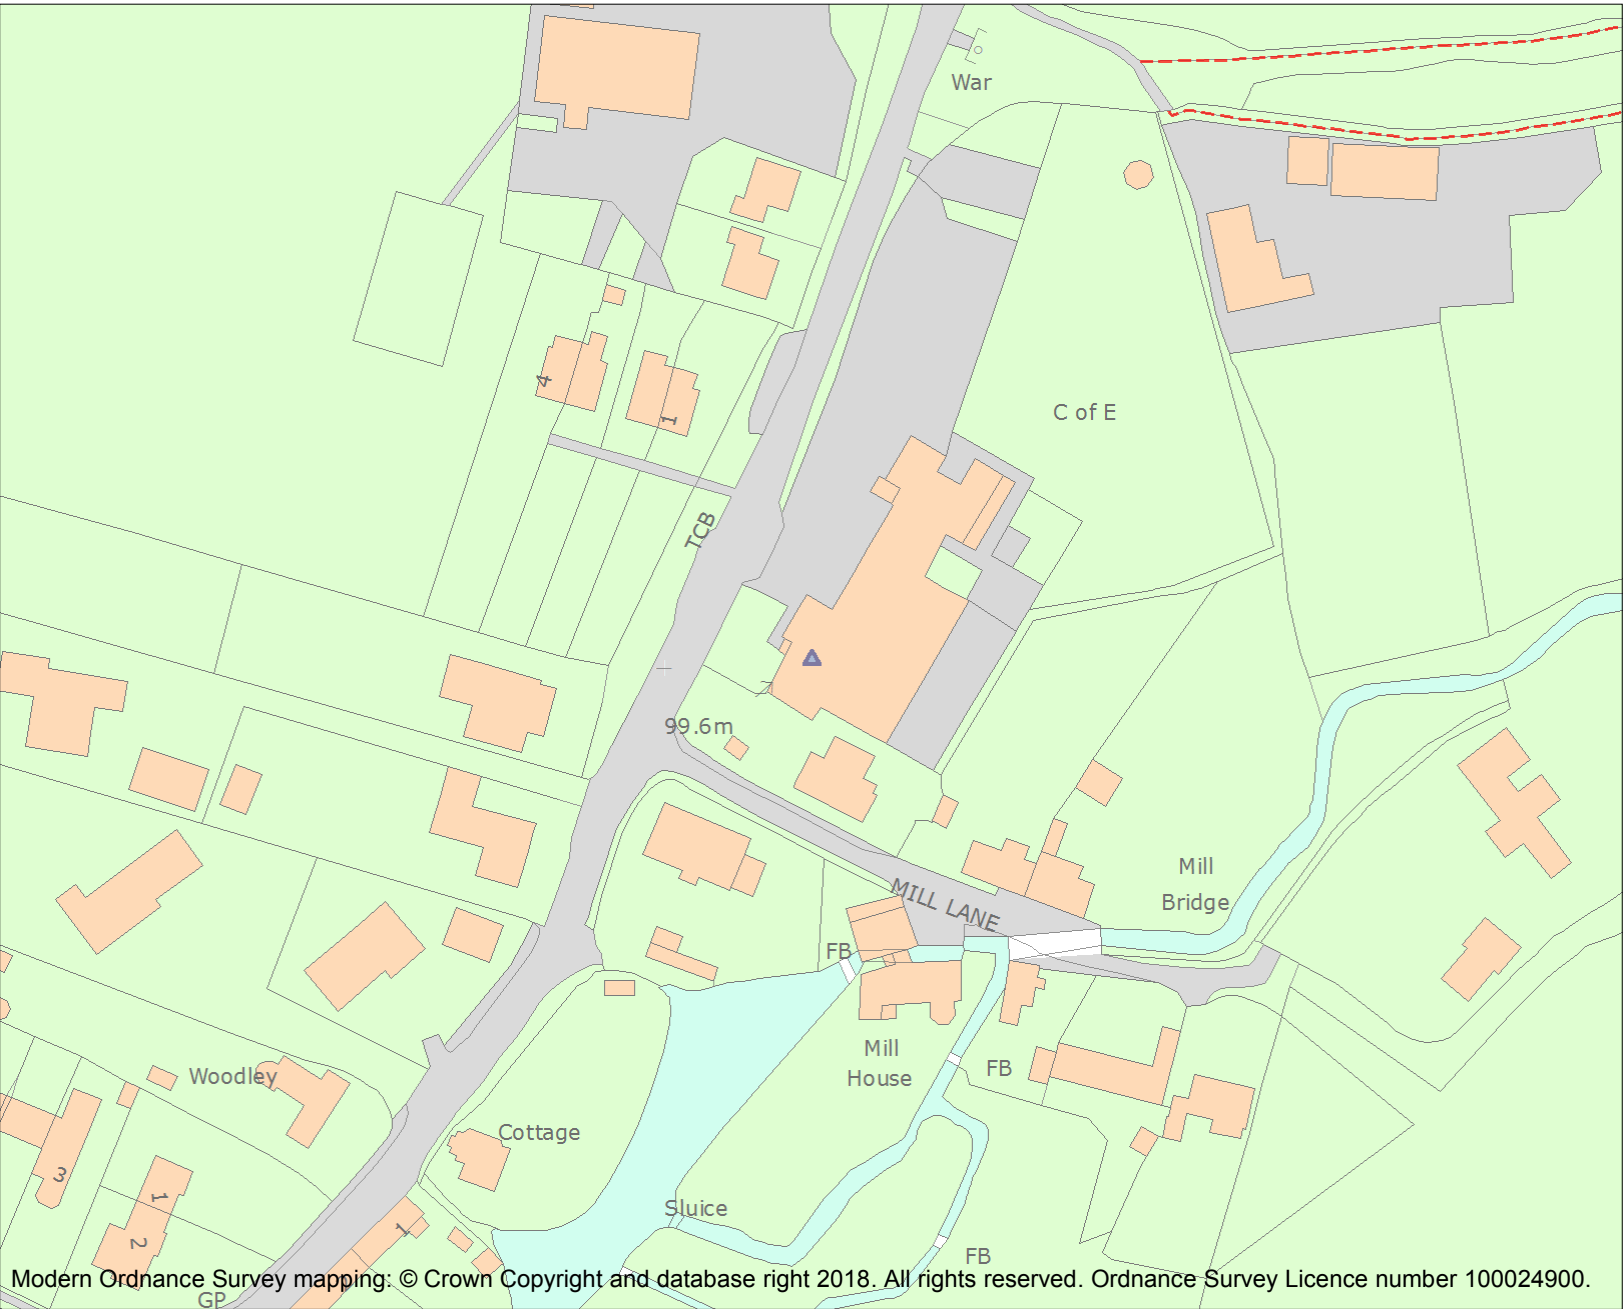 War
4
1
C of E
TCB
99.6m
Mill
Bridge
MILL LANE
FB
Mill
House
FB
Woodley
Cottage
3
1
2
Sluice
1
FB
Modern Ordnance Survey mapping: © Crown Copyright and database right 2018. All rights reserved. Ordnance Survey Licence number 100024900.
GP